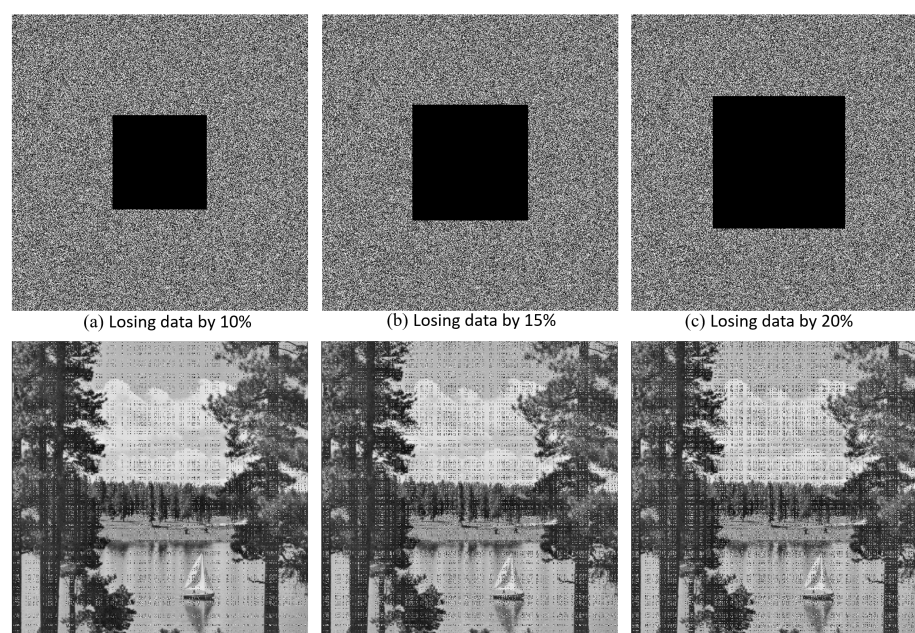 (a) Losing data by 10%
(b) Losing data by 15%
(c) Losing data by 20%